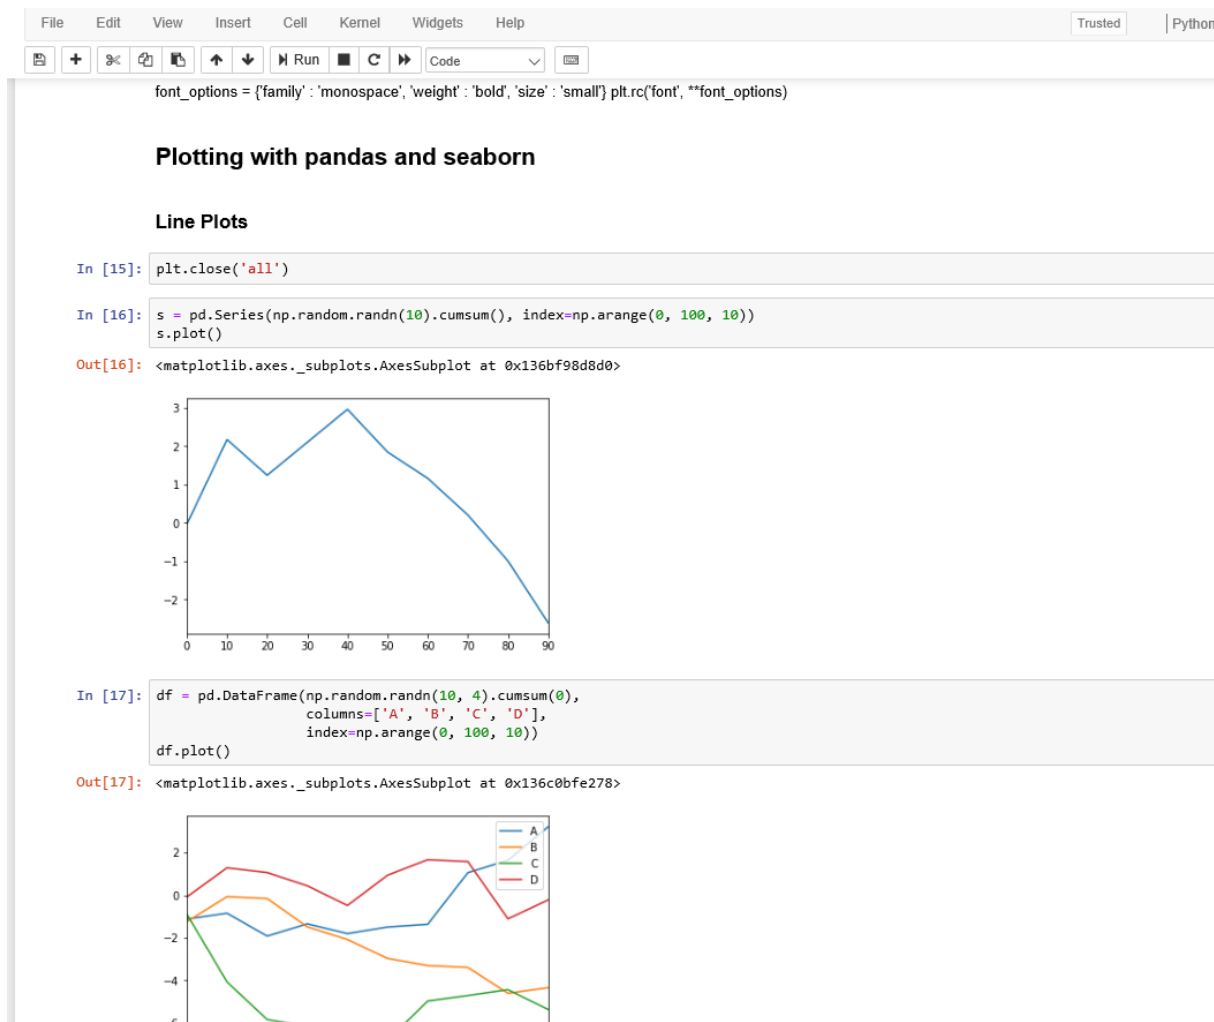 File Edit View Insert Cell Kernel Widgets Help Trusted Python
Run Code
font_options = {'family' : 'monospace', 'weight' : 'bold', 'size' : 'small'} plt.rc('font', **font_options)
Plotting with pandas and seaborn
Line Plots
In [15]: plt.close('all')
In [16]: s = pd.Series(np.random.randn(10).cumsum(), index=np.arange(0, 100, 10))
s.plot()
Out[16]: <matplotlib.axes._subplots.AxesSubplot at 0x136bf98d8d0>
3
2
1
0
−1
−2
0 10 20 30 40 50 60 70 80 90
In [17]: df = pd.DataFrame(np.random.randn(10, 4).cumsum(0),
columns=['A', 'B', 'C', 'D'],
index=np.arange(0, 100, 10))
df.plot()
Out[17]: <matplotlib.axes._subplots.AxesSubplot at 0x136c0bfe278>
A
B
C
D
2
0
−2
−4